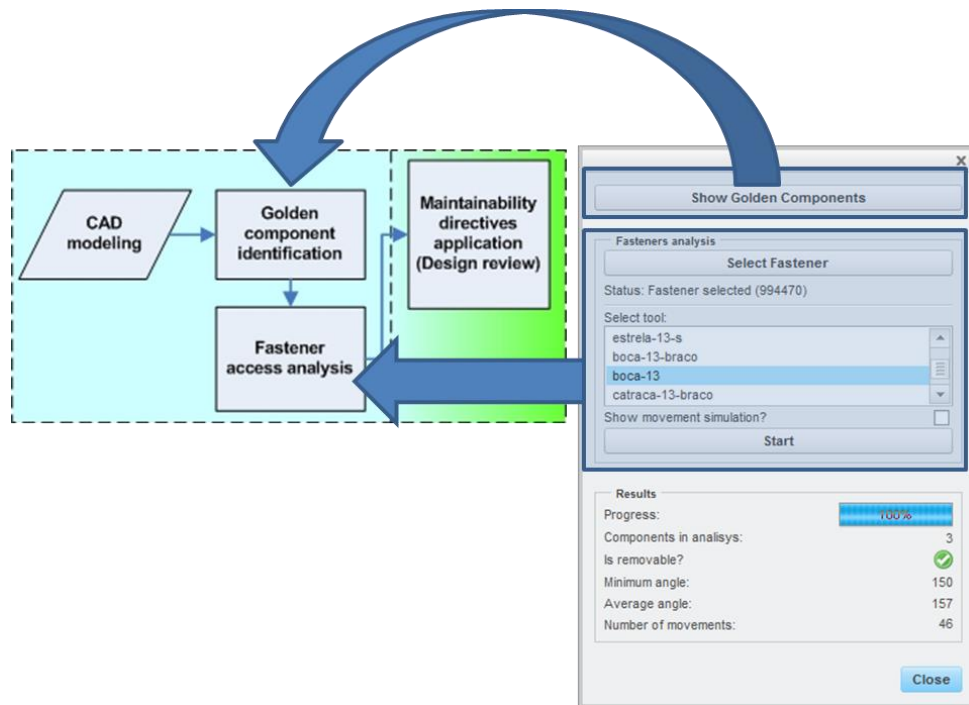 CAD
modeling
Golden
component
identification
Fastener
access analysis
Maintainability
directives
application
(Design review)
x
Show Golden Components
Fasteners analysis
Select Fastener
Status: Fastener selected (994470)
Select tool:
estrela-13-s
boca-13-braco
boca-13
catraca-13-braco
Show movement simulation?
Start
Results
Progress: 100%
Components in analisys: 3
Is removable?
Minimum angle: 150
Average angle: 157
Number of movements: 46
Close